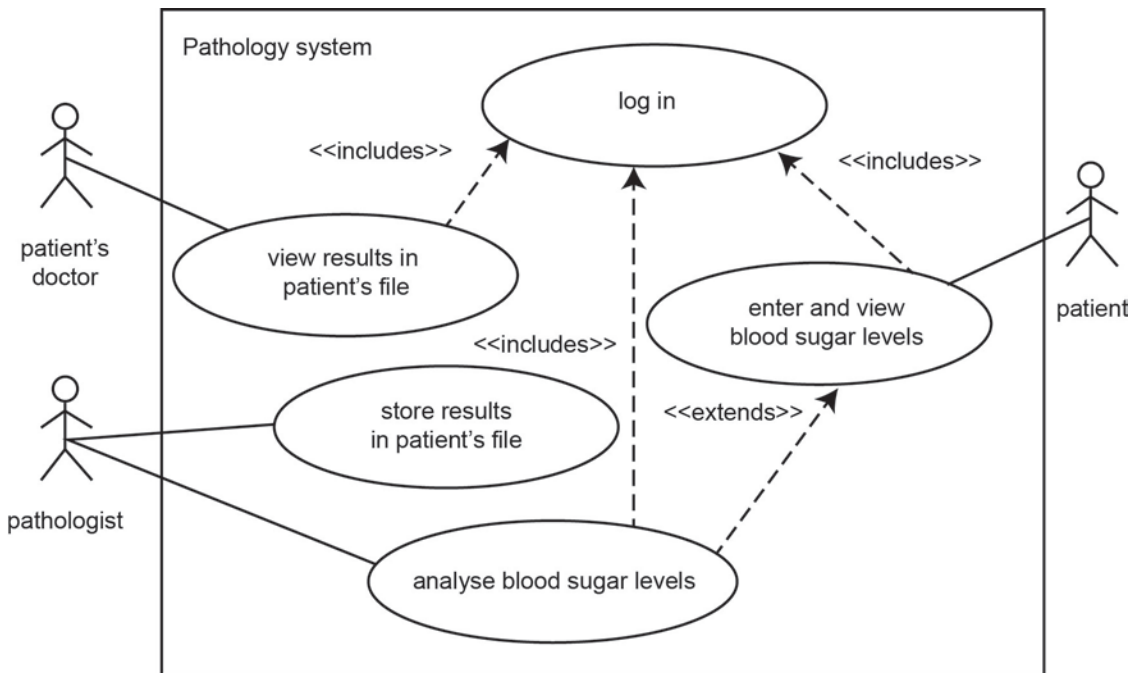 Pathology system
log in
<<includes>>
<<includes>>
patient's
doctor
view results in
patient's file
enter and view
blood sugar levels
patient
<<includes>>
store results
in patient's file
<<extends>>
pathologist
analyse blood sugar levels